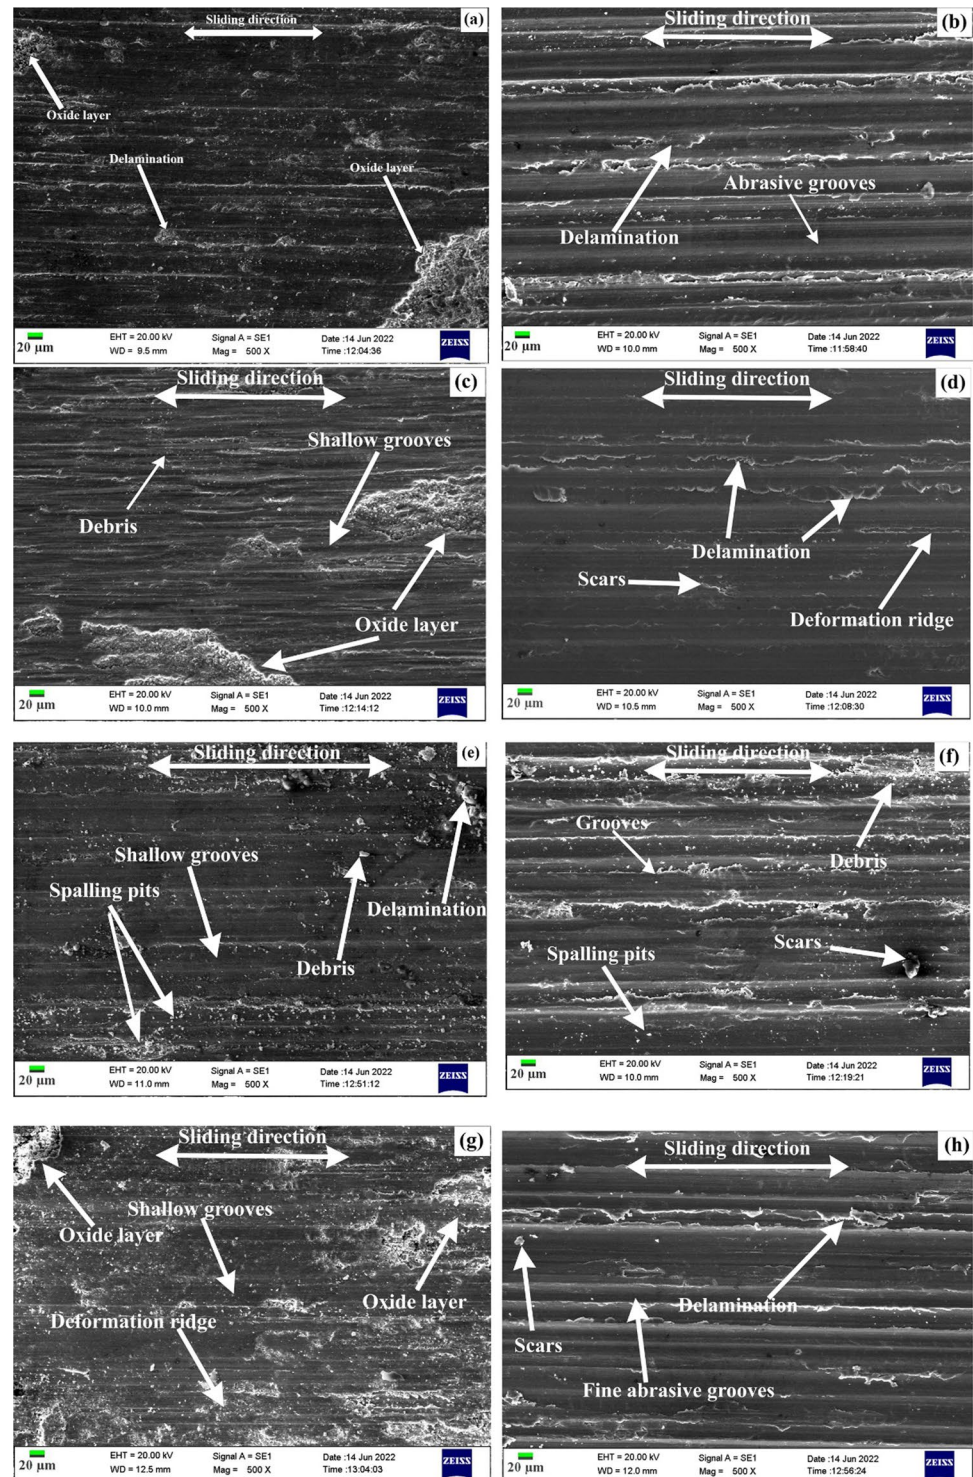 Sliding direction
(a)
Oxide layer
Delamination
Oxide layer
20 µm
EHT = 20.00 kV
Signal A = SE1
Date :14 Jun 2022
WD = 9.5 mm
Mag = 500 X
Time :12:04:36
ZEISS
Sliding direction
(b)
Abrasive grooves
Delamination
20 µm
EHT = 20.00 kV
Signal A = SE1
Date :14 Jun 2022
WD = 10.0 mm
Mag = 500 X
Time :11:58:40
ZEISS
Sliding direction
(c)
Shallow grooves
Debris
Oxide layer
20 µm
EHT = 20.00 kV
Signal A = SE1
Date :14 Jun 2022
WD = 10.0 mm
Mag = 500 X
Time :12:14:12
ZEISS
Sliding direction
(d)
Delamination
Scars
Deformation ridge
20 µm
EHT = 20.00 kV
Signal A = SE1
Date :14 Jun 2022
WD = 10.5 mm
Mag = 500 X
Time :12:08:30
ZEISS
Sliding direction
(e)
Shallow grooves
Spalling pits
Delamination
Debris
20 µm
EHT = 20.00 kV
Signal A = SE1
Date :14 Jun 2022
WD = 11.0 mm
Mag = 500 X
Time :12:51:12
ZEISS
Sliding direction
(f)
Grooves
Debris
Scars
Spalling pits
20 µm
EHT = 20.00 kV
Signal A = SE1
Date :14 Jun 2022
WD = 10.0 mm
Mag = 500 X
Time :12:19:21
ZEISS
Sliding direction
(g)
Shallow grooves
Oxide layer
Oxide layer
Deformation ridge
20 µm
EHT = 20.00 kV
Signal A = SE1
Date :14 Jun 2022
WD = 12.5 mm
Mag = 500 X
Time :13:04:03
ZEISS
Sliding direction
(h)
Delamination
Scars
Fine abrasive grooves
20 µm
EHT = 20.00 kV
Signal A = SE1
Date :14 Jun 2022
WD = 12.0 mm
Mag = 500 X
Time :12:56:24
ZEISS